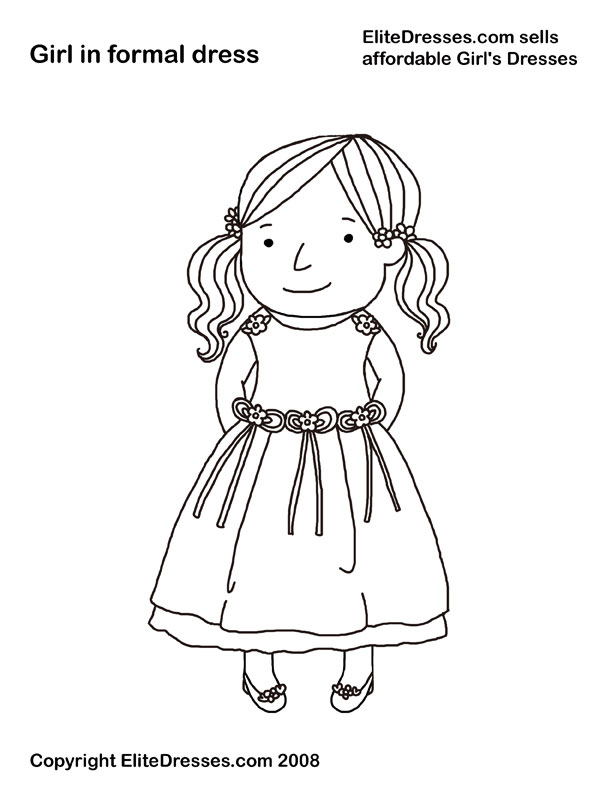 Girl in formal dress
EliteDresses.com sells
affordable Girl's Dresses
Copyright EliteDresses.com 2008